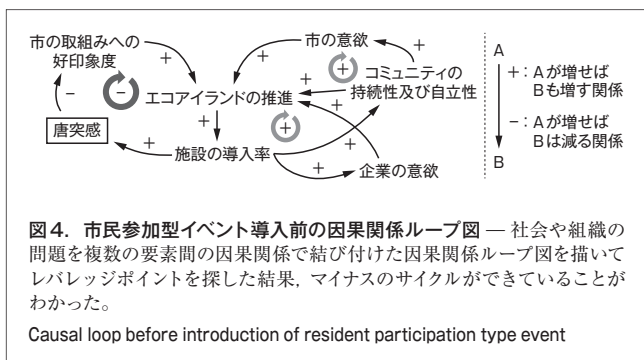 市の取組みへの
好印象度
+
市の意欲
+
+
コミュニティの
持続性及び自立性
+
+
−
−
エコアイランドの推進
+
+
唐突感
+
+
施設の導入率
+
+
+
企業の意欲
A
+:Aが増せば
Bも増す関係
−:Aが増せば
Bは減る関係
B
図4．市民参加型イベント導入前の因果関係ループ図 ― 社会や組織の
問題を複数の要素間の因果関係で結び付けた因果関係ループ図を描いて
レバレッジポイントを探した結果，マイナスのサイクルができていることが
わかった。
Causal loop before introduction of resident participation type event